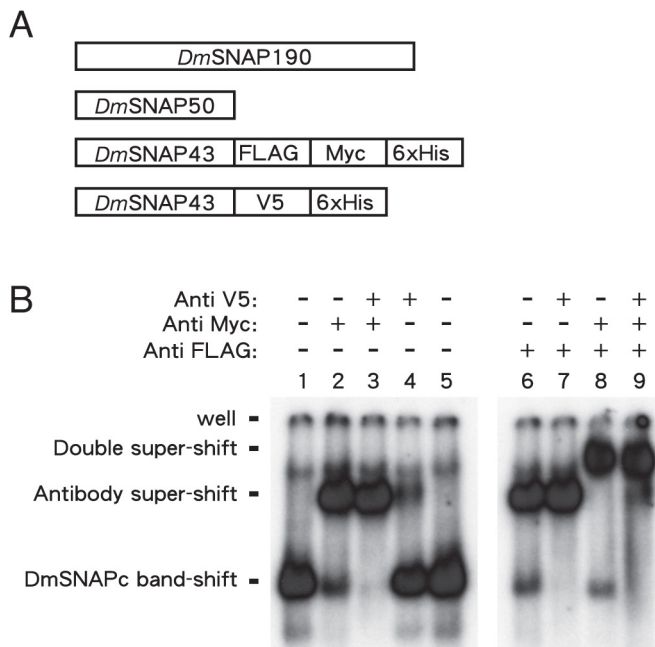 A
DmSNAP190
DmSNAP50
DmSNAP43 FLAG Myc 6xHis
DmSNAP43 V5 6xHis
B
Anti V5: - - + + - - + - +
Anti Myc: - + + - - - - + +
Anti FLAG: - - - - - + + + +
1 2 3 4 5 6 7 8 9
well -
Double super-shift -
Antibody super-shift -
DmSNAPc band-shift -